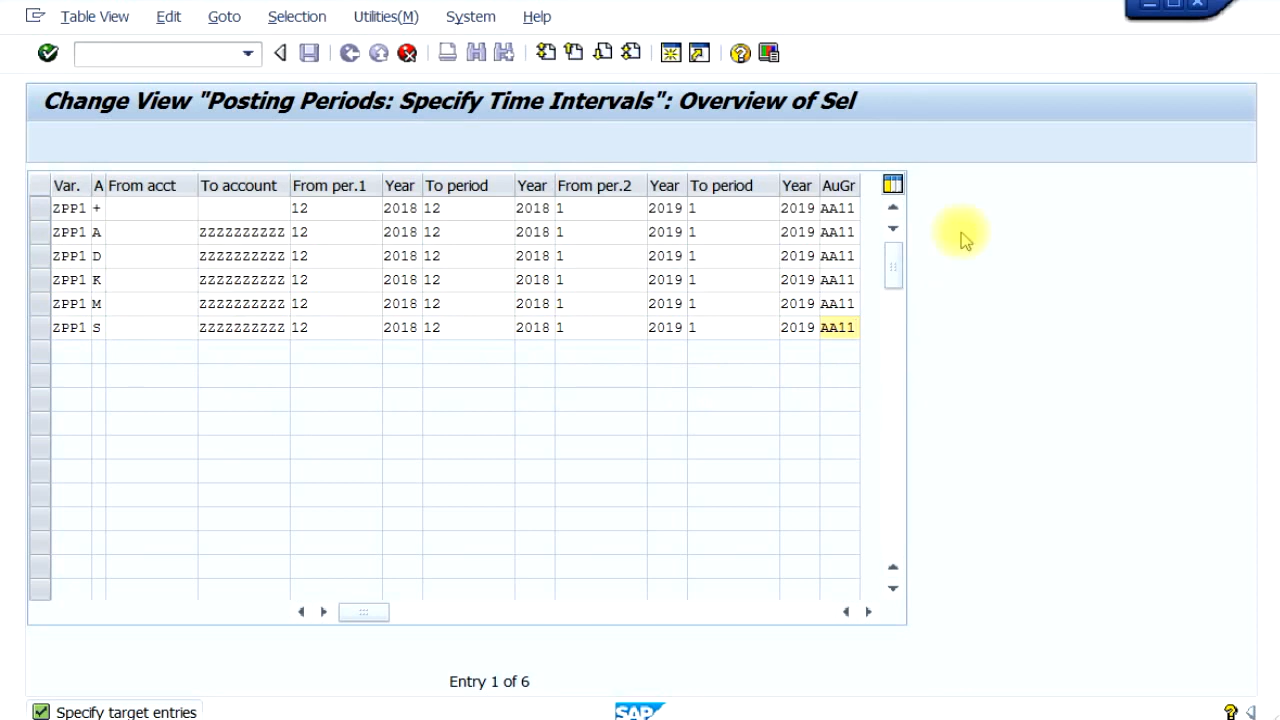 Table View Edit Goto Selection Utilities(M) System Help
Change View "Posting Periods: Specify Time Intervals": Overview of Sel
Var. A From acct To account From per.1 Year To period Year From per.2 Year To period Year AuGr
ZPP1 + 12 2018 12 2018 1 2019 1 2019 AA11
ZPP1 A ZZZZZZZZZZ 12 2018 12 2018 1 2019 1 2019 AA11
ZPP1 D ZZZZZZZZZZ 12 2018 12 2018 1 2019 1 2019 AA11
ZPP1 K ZZZZZZZZZZ 12 2018 12 2018 1 2019 1 2019 AA11
ZPP1 M ZZZZZZZZZZ 12 2018 12 2018 1 2019 1 2019 AA11
ZPP1 S ZZZZZZZZZZ 12 2018 12 2018 1 2019 1 2019 AA11
Entry 1 of 6
Specify target entries
SAP